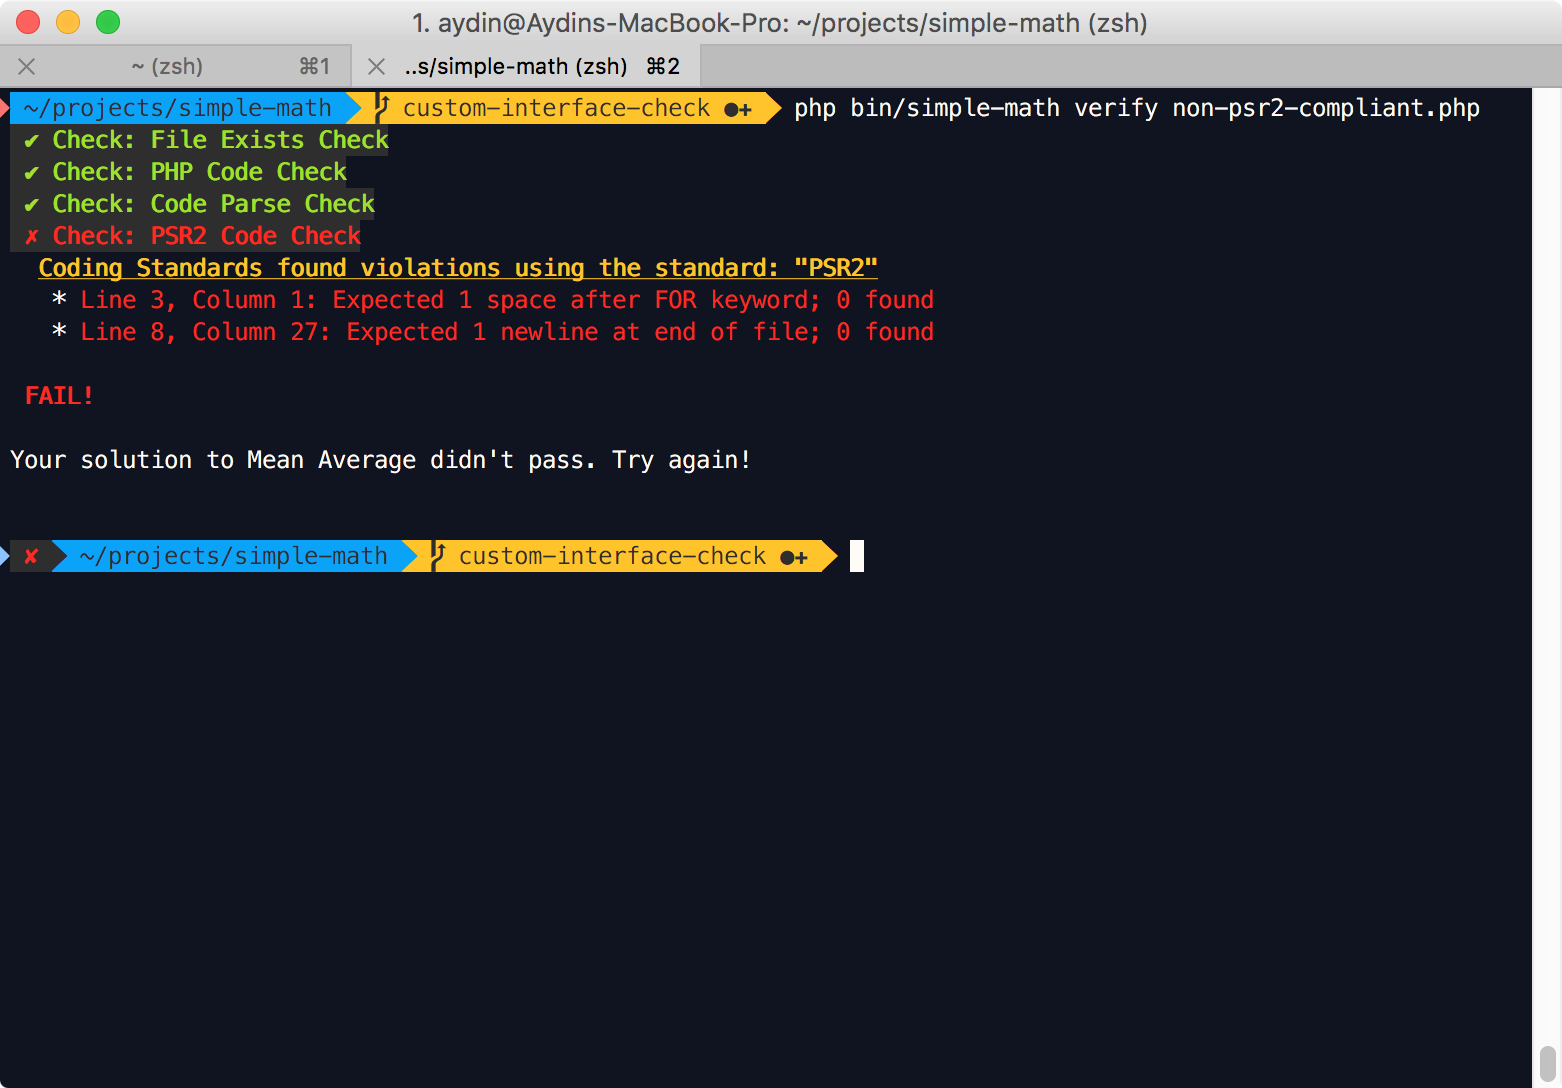 1. aydin@Aydins-MacBook-Pro: ~/projects/simple-math (zsh)
~ (zsh) ⌘1 ..s/simple-math (zsh) ⌘2
~/projects/simple-math custom-interface-check ●+ php bin/simple-math verify non-psr2-compliant.php
✔ Check: File Exists Check
✔ Check: PHP Code Check
✔ Check: Code Parse Check
✗ Check: PSR2 Code Check
Coding Standards found violations using the standard: "PSR2"
* Line 3, Column 1: Expected 1 space after FOR keyword; 0 found
* Line 8, Column 27: Expected 1 newline at end of file; 0 found
FAIL!
Your solution to Mean Average didn't pass. Try again!
✘ ~/projects/simple-math custom-interface-check ●+